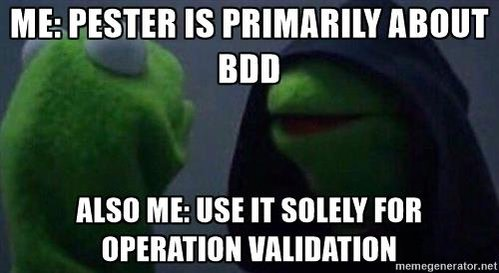 ME: PESTER IS PRIMARILY ABOUT
BDD
ALSO ME: USE IT SOLELY FOR
OPERATION VALIDATION
memegenerator.net